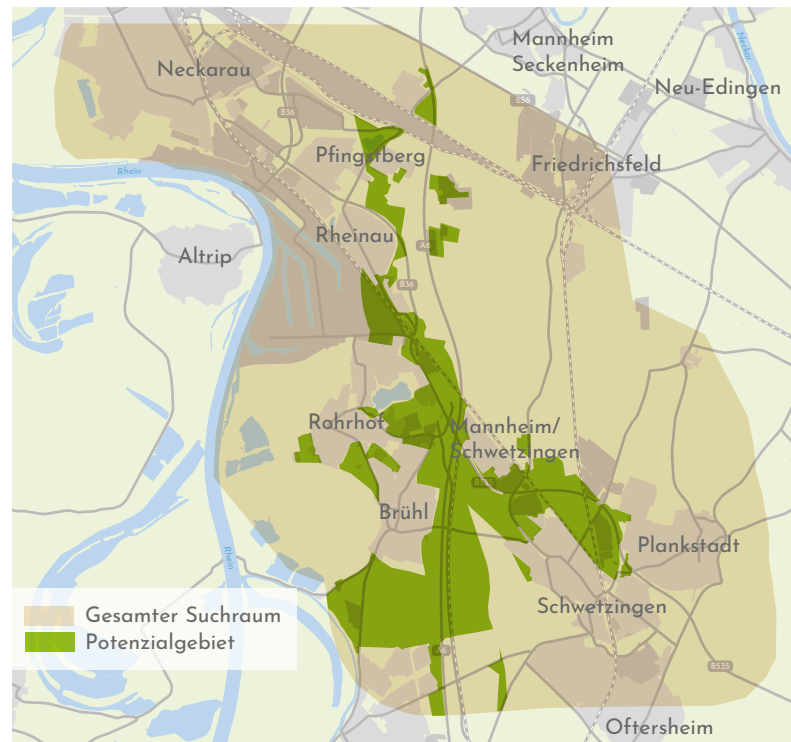 Mannheim
Seckenheim
Neckar
Neckarau
Neu-Edingen
656
B36
Pfingstberg
Friedrichsfeld
Rhein
Rheinau
A6
Altrip
B36
Rohrhof
Mannheim/
Schwetzingen
B535
Brühl
Plankstadt
Rhein
Schwetzingen
Gesamter Suchraum
Potenzialgebiet
A6
B535
Oftersheim